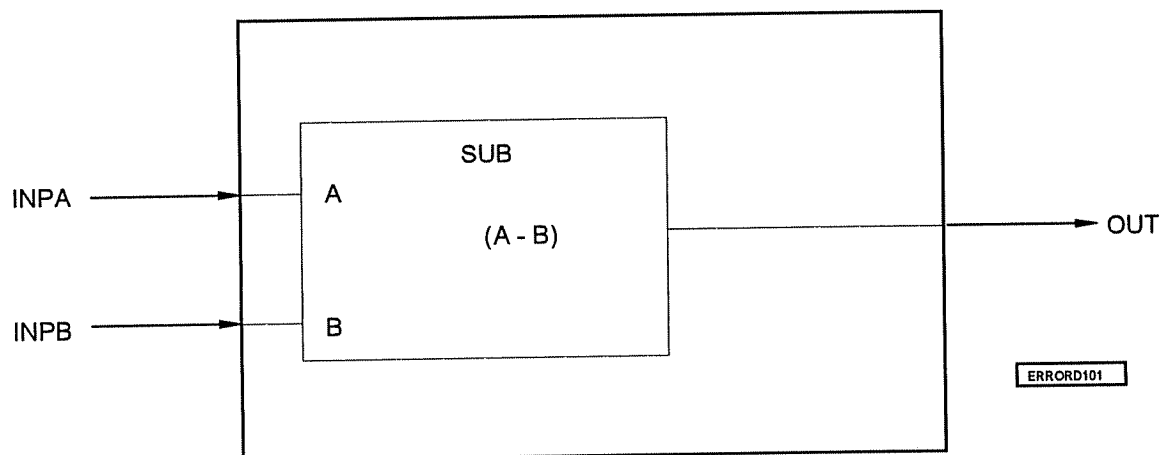 SUB
INPA
A
(A - B)
OUT
INPB
B
ERRORD101